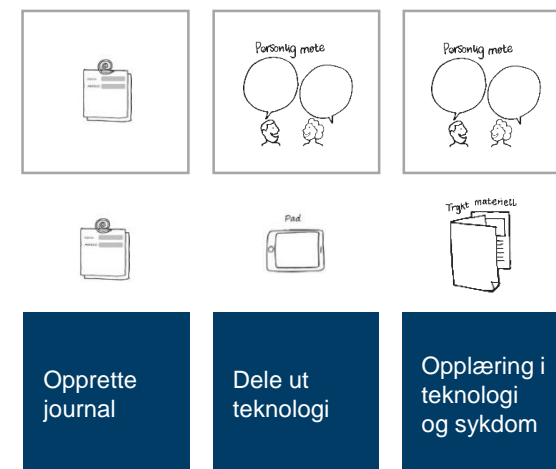 Personlig møte
Personlig møte
Pad
Trykt materiell
Opprette
journal
Dele ut
teknologi
Opplæring i
teknologi
og sykdom